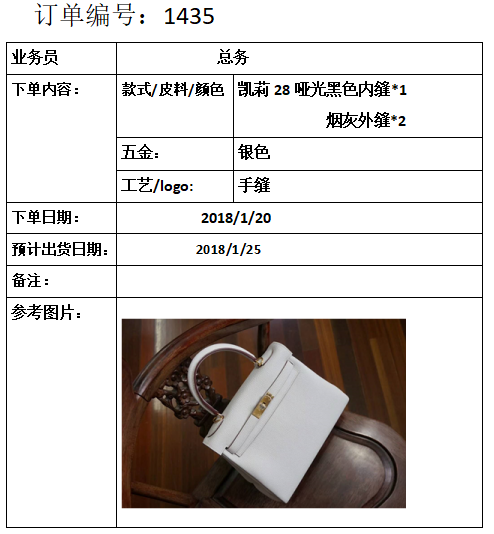 订单编号：1435
业务员 总务
下单内容： 款式/皮料/颜色 凯莉 28 哑光黑色内缝*1
烟灰外缝*2
五金： 银色
工艺/logo: 手缝
下单日期： 2018/1/20
预计出货日期： 2018/1/25
备注：
参考图片：